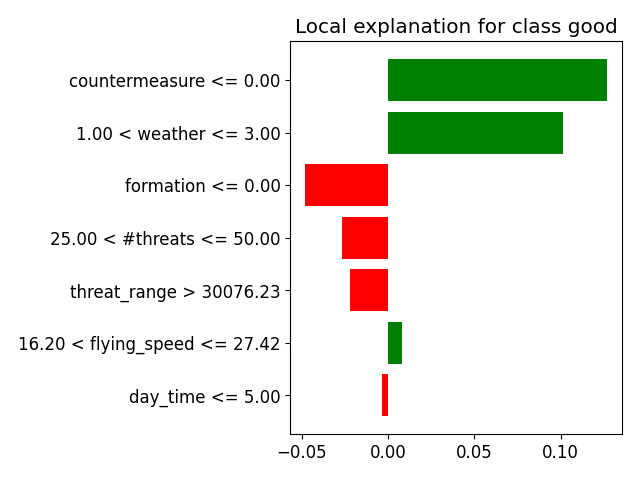 Local explanation for class good
countermeasure <= 0.00
1.00 < weather <= 3.00
formation <= 0.00
25.00 < #threats <= 50.00
threat_range > 30076.23
16.20 < flying_speed <= 27.42
day_time <= 5.00
−0.05 0.00 0.05 0.10